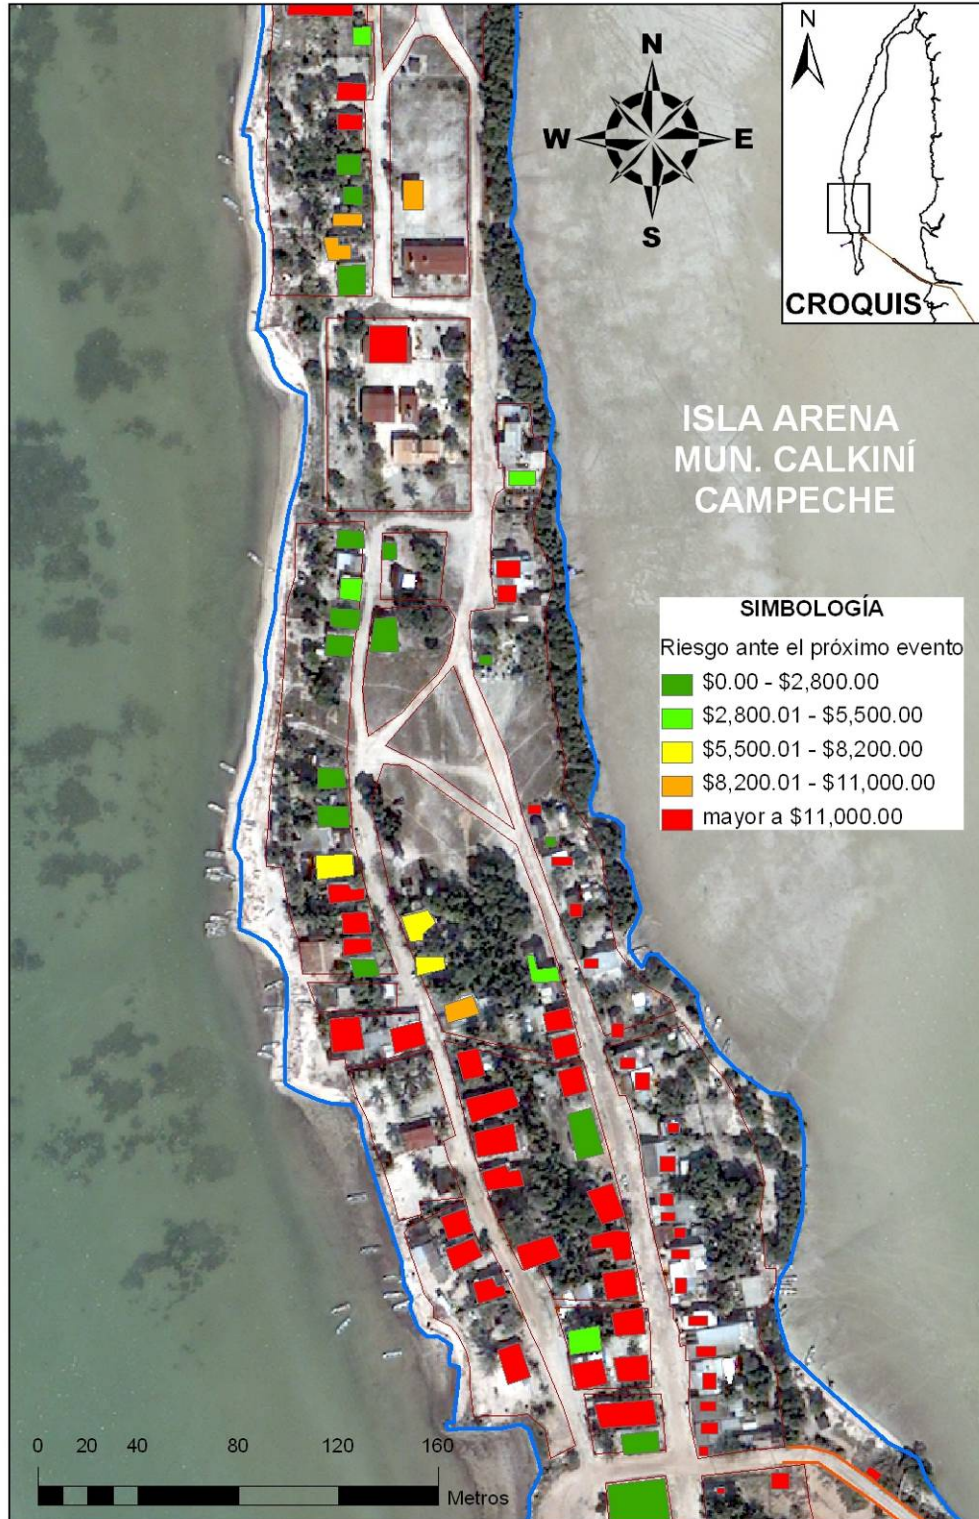 N
W
E
S
N
CROQUIS
ISLA ARENA
MUN. CALKINÍ
CAMPECHE
SIMBOLOGÍA
Riesgo ante el próximo evento
$0.00 - $2,800.00
$2,800.01 - $5,500.00
$5,500.01 - $8,200.00
$8,200.01 - $11,000.00
mayor a $11,000.00
0 20 40 80 120 160
Metros